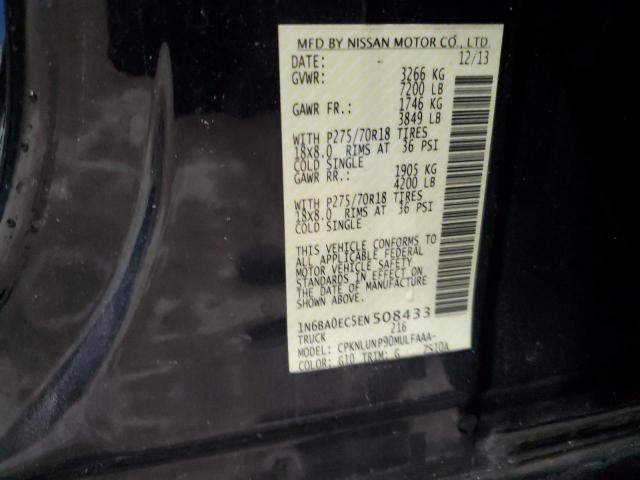 MFD BY NISSAN MOTOR CO., LTD
DATE: 12/13
GVWR: 3266 KG
7200 LB
GAWR FR.: 1746 KG
3849 LB
WITH P275/70R18 TIRES
18X8.0 RIMS AT 36 PSI
COLD SINGLE
GAWR RR.: 1905 KG
4200 LB
WITH P275/70R18 TIRES
18X8.0 RIMS AT 36 PSI
COLD SINGLE
THIS VEHICLE CONFORMS TO
ALL APPLICABLE FEDERAL
MOTOR VEHICLE SAFETY
STANDARDS IN EFFECT ON
THE DATE OF MANUFACTURE
SHOWN ABOVE.
1N6BA0EC5EN508433
TRUCK 216
MODEL: CPKNLUNP90MULFAAA-
COLOR: G10 TRIM: G ZS10A